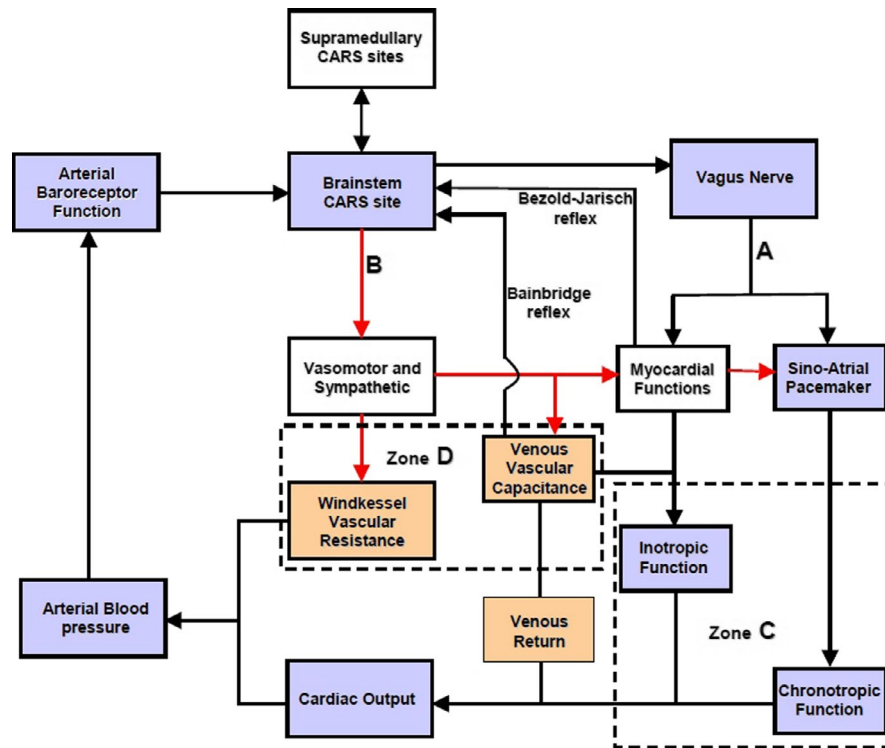 Supramedullary
CARS sites
Arterial
Baroreceptor
Function
Brainstem
CARS site
Vagus Nerve
Bezold-Jarisch
reflex
A
B
Bainbridge
reflex
Vasomotor and
Sympathetic
Myocardial
Functions
Sino-Atrial
Pacemaker
Zone D
Venous
Vascular
Capacitance
Windkessel
Vascular
Resistance
Inotropic
Function
Arterial Blood
pressure
Venous
Return
Zone C
Cardiac Output
Chronotropic
Function